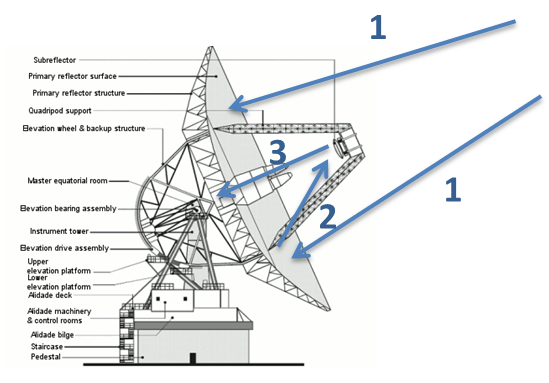 1
Subreflector
Primary reflector surface
Primary reflector structure
Quadripod support
Elevation wheel & backup structure
3
Master equatorial room
1
Elevation bearing assembly
2
Instrument tower
Elevation drive assembly
Upper
elevation platform
Lower
elevation platform
Alidade deck
Alidade machinery
& control rooms
Alidade bilge
Staircase
Pedestal